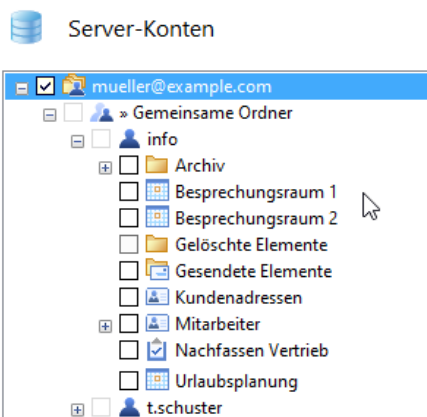 Server-Konten
mueller@example.com
» Gemeinsame Ordner
info
Archiv
Besprechungsraum 1
Besprechungsraum 2
Gelöschte Elemente
Gesendete Elemente
Kundenadressen
Mitarbeiter
Nachfassen Vertrieb
Urlaubsplanung
t.schuster